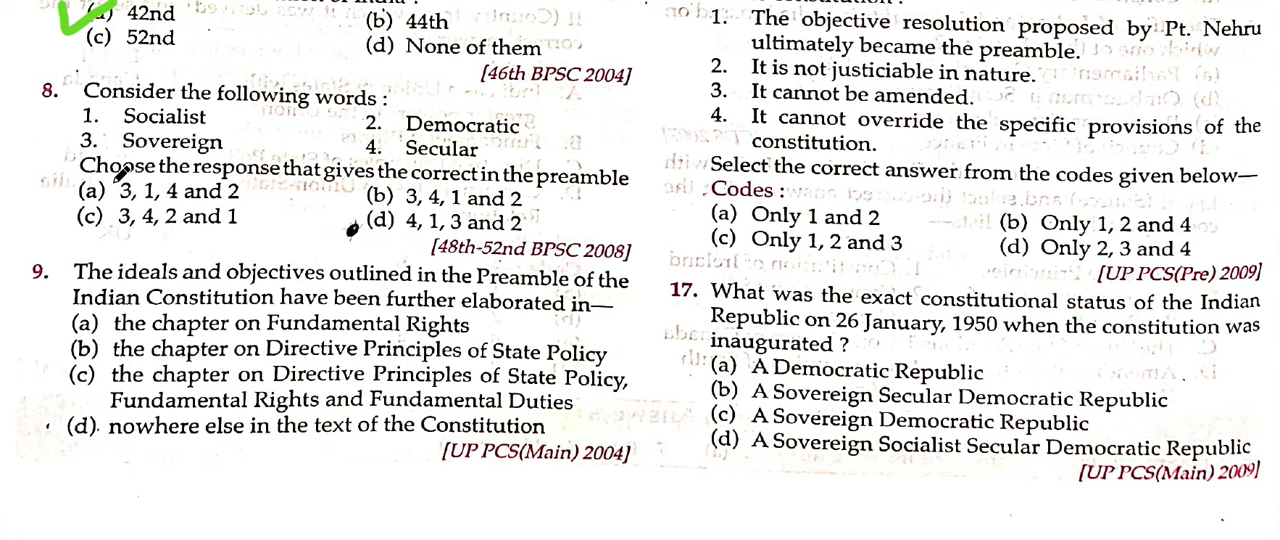 (a) 42nd (b) 44th
(c) 52nd (d) None of them
[46th BPSC 2004]
8. Consider the following words :
1. Socialist 2. Democratic
3. Sovereign 4. Secular
Choose the response that gives the correct in the preamble
(a) 3, 1, 4 and 2 (b) 3, 4, 1 and 2
(c) 3, 4, 2 and 1 (d) 4, 1, 3 and 2
[48th-52nd BPSC 2008]
9. The ideals and objectives outlined in the Preamble of the
Indian Constitution have been further elaborated in—
(a) the chapter on Fundamental Rights
(b) the chapter on Directive Principles of State Policy
(c) the chapter on Directive Principles of State Policy,
Fundamental Rights and Fundamental Duties
(d) nowhere else in the text of the Constitution
[UP PCS(Main) 2004]
1. The objective resolution proposed by Pt. Nehru
ultimately became the preamble.
2. It is not justiciable in nature.
3. It cannot be amended.
4. It cannot override the specific provisions of the
constitution.
Select the correct answer from the codes given below—
Codes :
(a) Only 1 and 2 (b) Only 1, 2 and 4
(c) Only 1, 2 and 3 (d) Only 2, 3 and 4
[UP PCS(Pre) 2009]
17. What was the exact constitutional status of the Indian
Republic on 26 January, 1950 when the constitution was
inaugurated ?
(a) A Democratic Republic
(b) A Sovereign Secular Democratic Republic
(c) A Sovereign Democratic Republic
(d) A Sovereign Socialist Secular Democratic Republic
[UP PCS(Main) 2009]